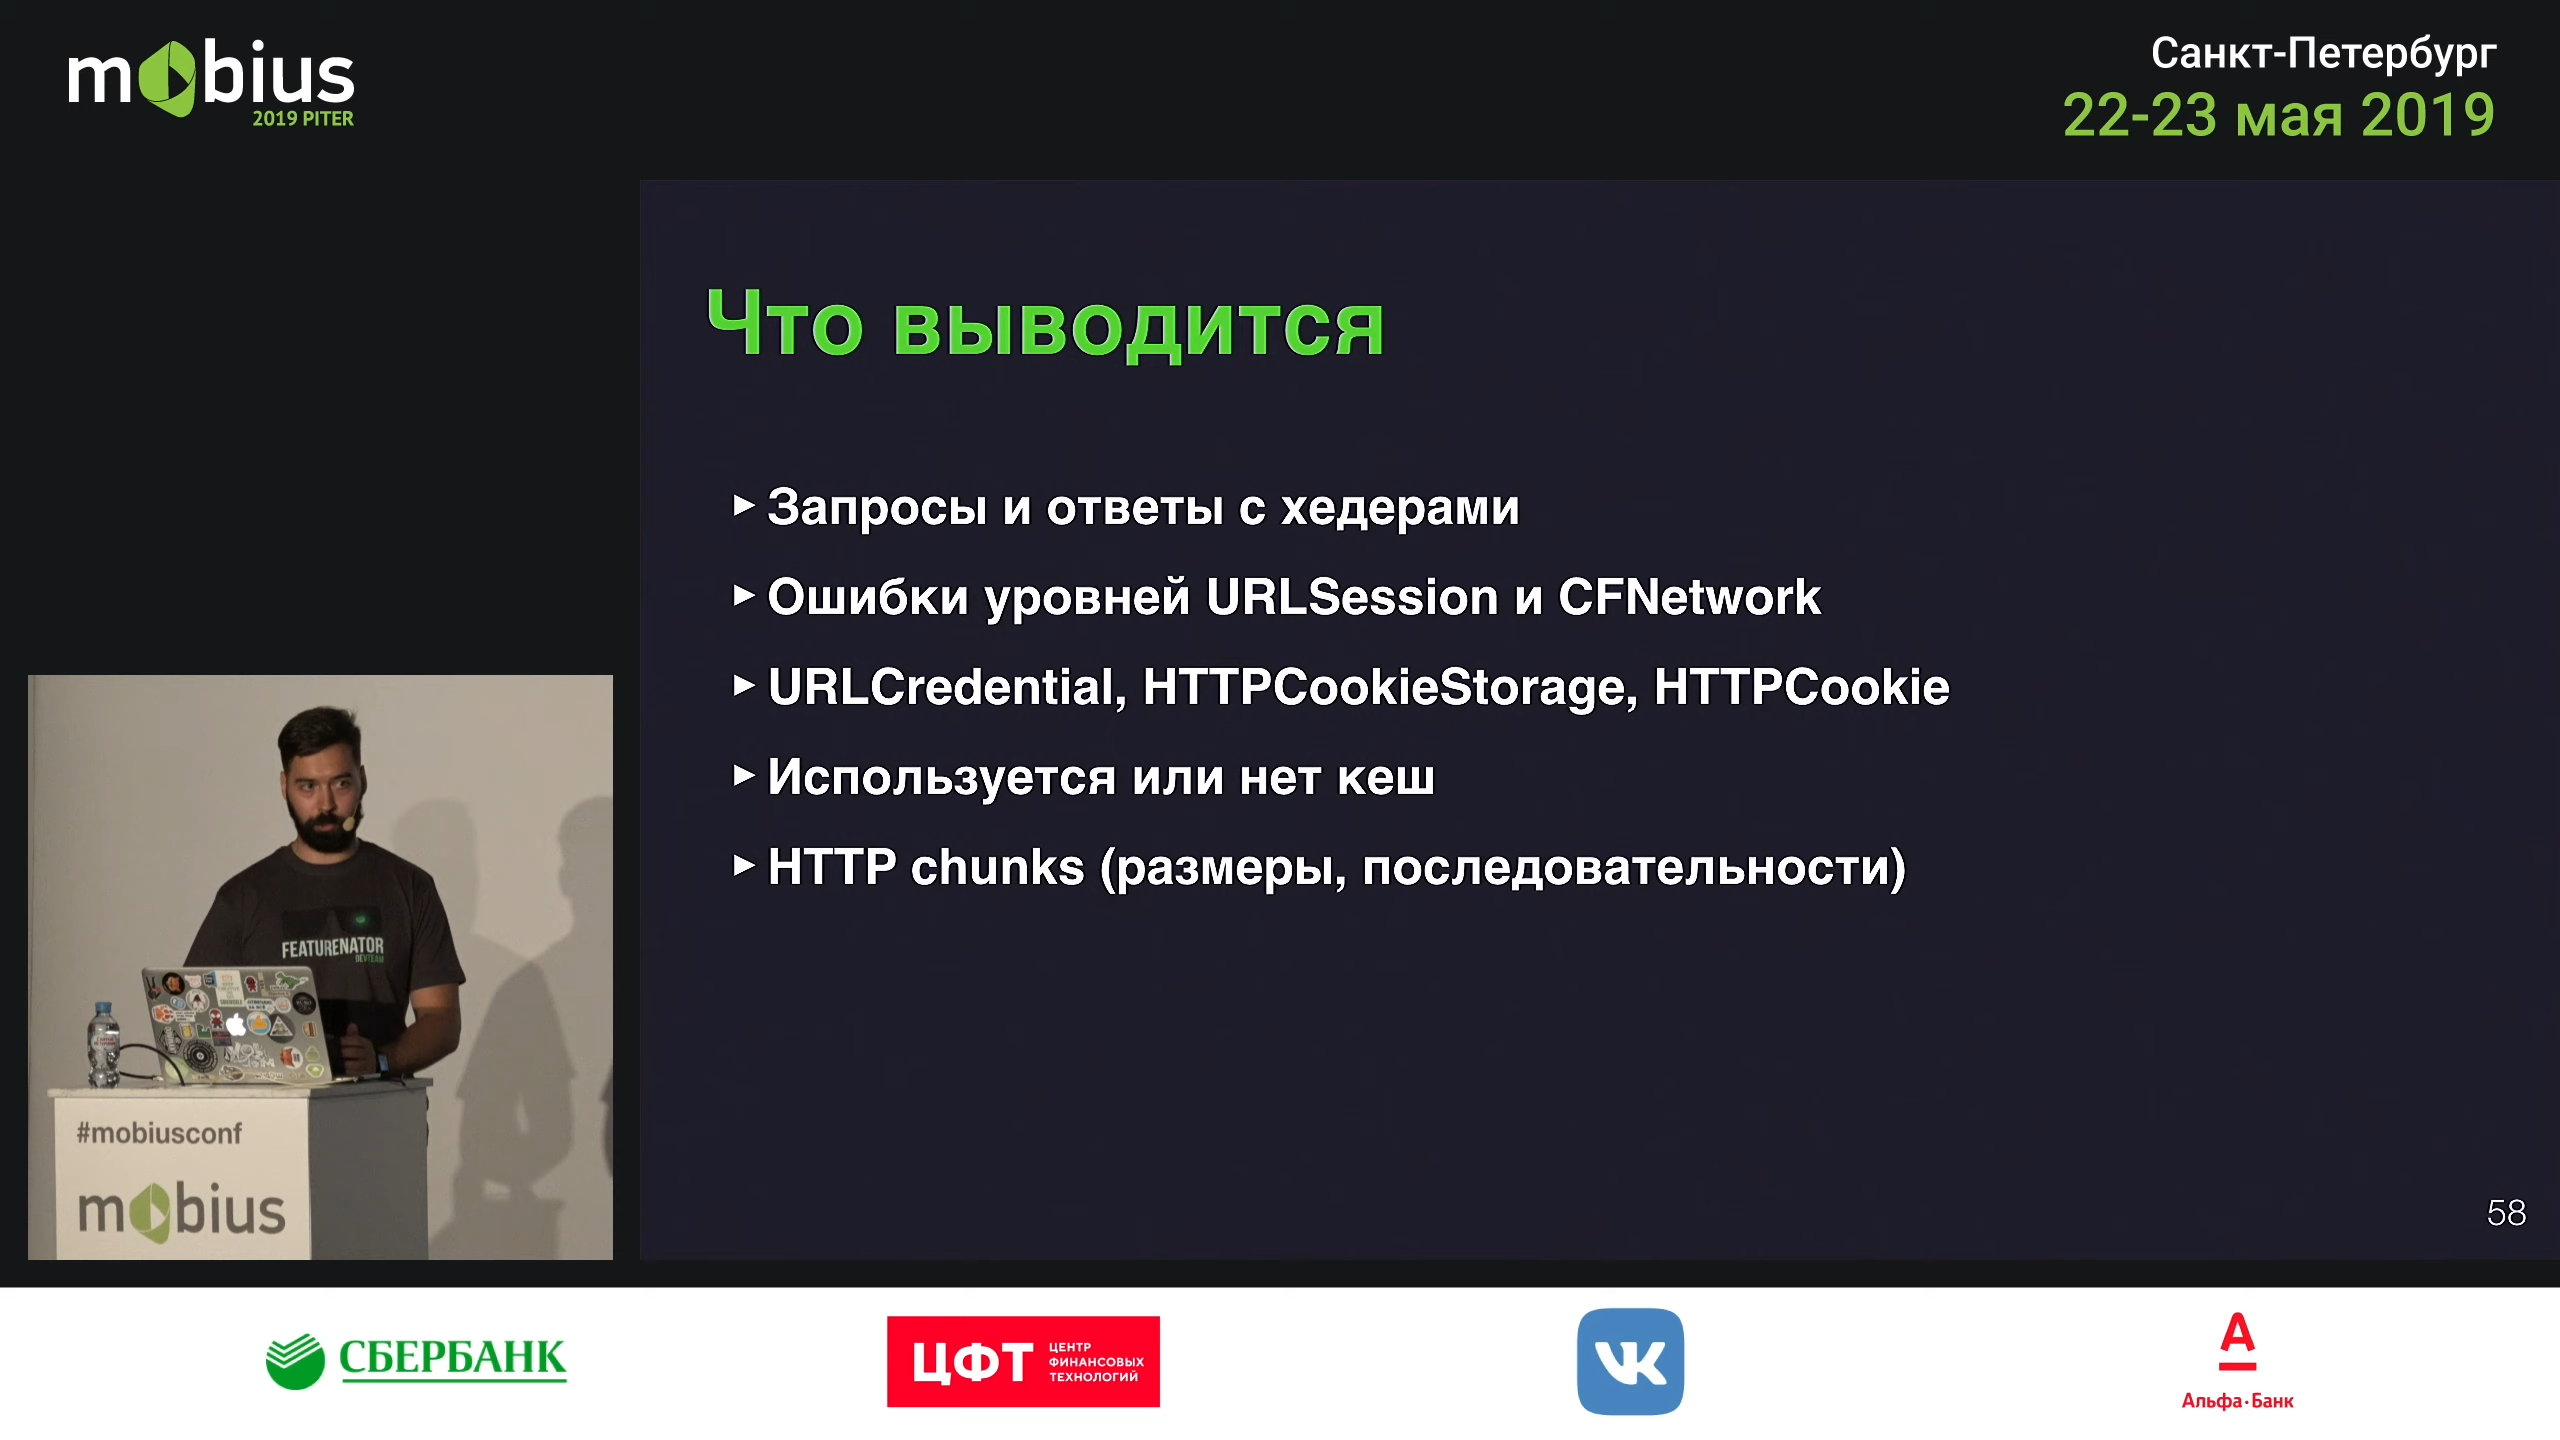 mobius
2019 PITER
Санкт-Петербург
22-23 мая 2019
Что выводится
Запросы и ответы с хедерами
Ошибки уровней URLSession и CFNetwork
URLCredential, HTTPCookieStorage, HTTPCookie
Используется или нет кеш
HTTP chunks (размеры, последовательности)
58
FEATURENATOR
DEVTEAM
#mobiusconf
mobius
СБЕРБАНК
ЦФТ
ЦЕНТР
ФИНАНСОВЫХ
ТЕХНОЛОГИЙ
VK
А
Альфа·Банк